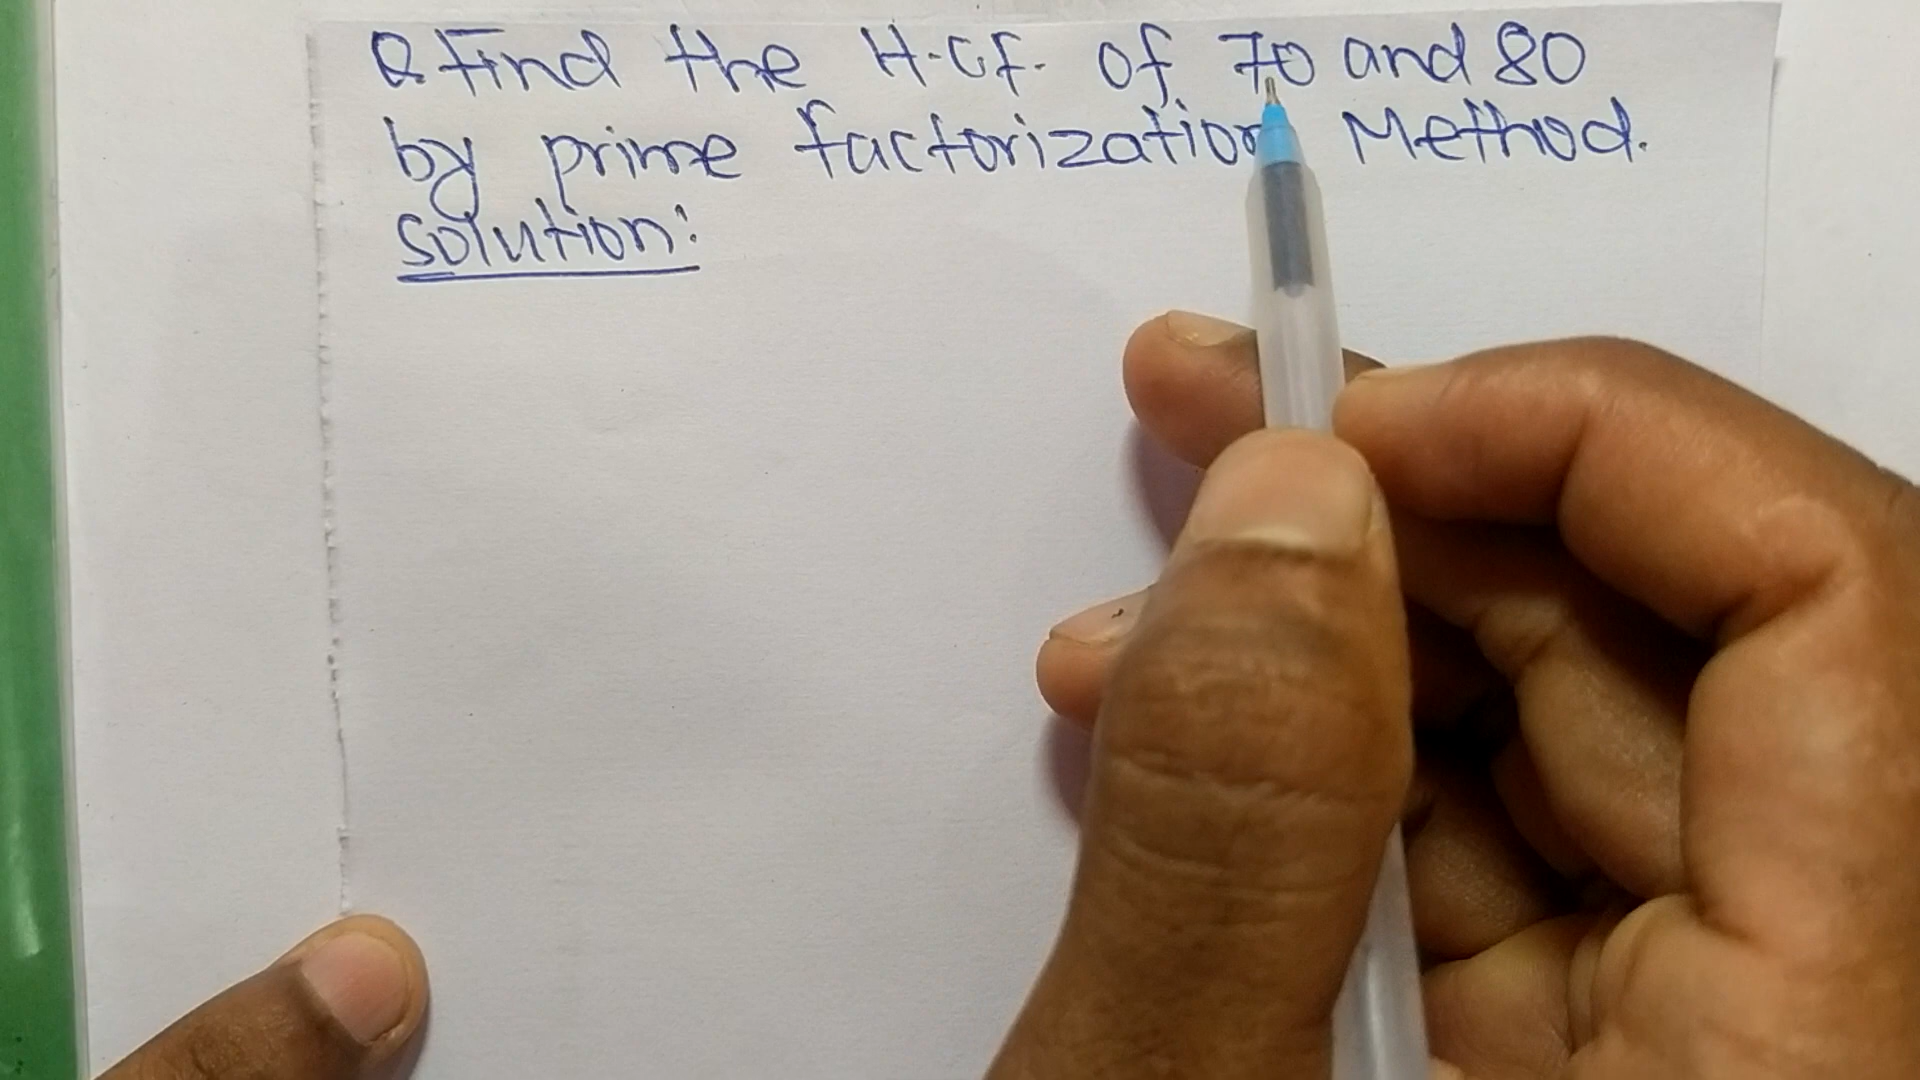 Q Find the H.C.F. of 70 and 80
by prime factorization Method.
Solution: